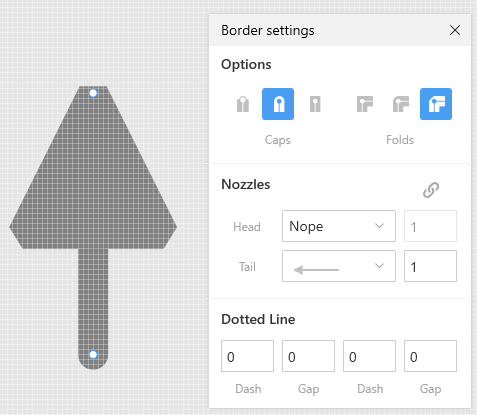 Border settings
Options
Caps Folds
Nozzles
Head Nope 1
Tail 1
Dotted Line
0 0 0 0
Dash Gap Dash Gap